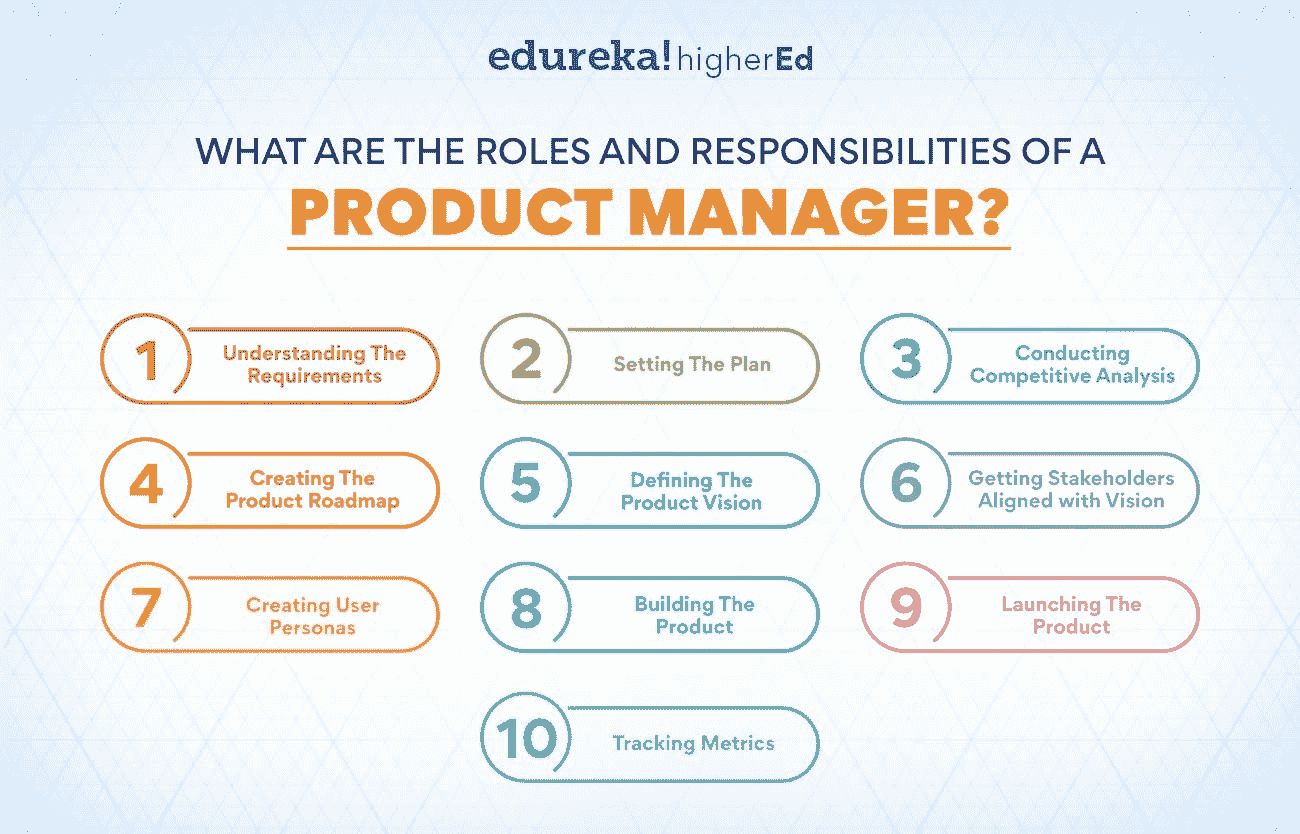 edureka! higherEd
WHAT ARE THE ROLES AND RESPONSIBILITIES OF A
PRODUCT MANAGER?
1
Understanding The
Requirements
2
Setting The Plan
3
Conducting
Competitive Analysis
4
Creating The
Product Roadmap
5
Defining The
Product Vision
6
Getting Stakeholders
Aligned with Vision
7
Creating User
Personas
8
Building The
Product
9
Launching The
Product
10
Tracking Metrics